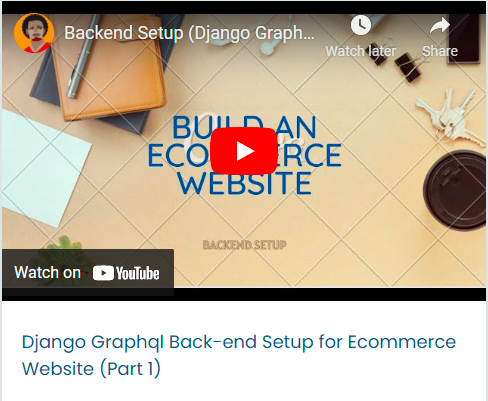 Backend Setup (Django Graph...
Watch later
Share
BUILD AN
ECOMMERCE
WEBSITE
BACKEND SETUP
Watch on YouTube
Django Graphql Back-end Setup for Ecommerce
Website (Part 1)